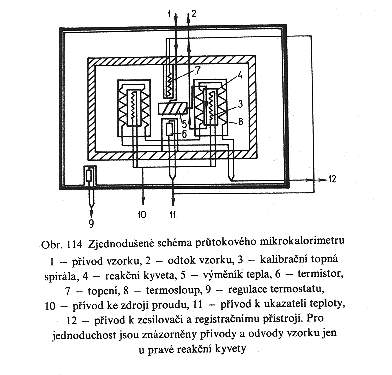 1 2
7
4
3
5
8
6
12
9 10 11
Obr. 114 Zjednodušené schéma průtokového mikrokalorimetru
1 — přívod vzorku, 2 — odtok vzorku, 3 — kalibrační topná
spirála, 4 — reakční kyveta, 5 — výměník tepla, 6 — termistor,
7 — topení, 8 — termosloup, 9 — regulace termostatu,
10 — přívod ke zdroji proudu, 11 — přívod k ukazateli teploty,
12 — přívod k zesilovači a registračnímu přístroji. Pro
jednoduchost jsou znázorněny přívody a odvody vzorku jen
u pravé reakční kyvety